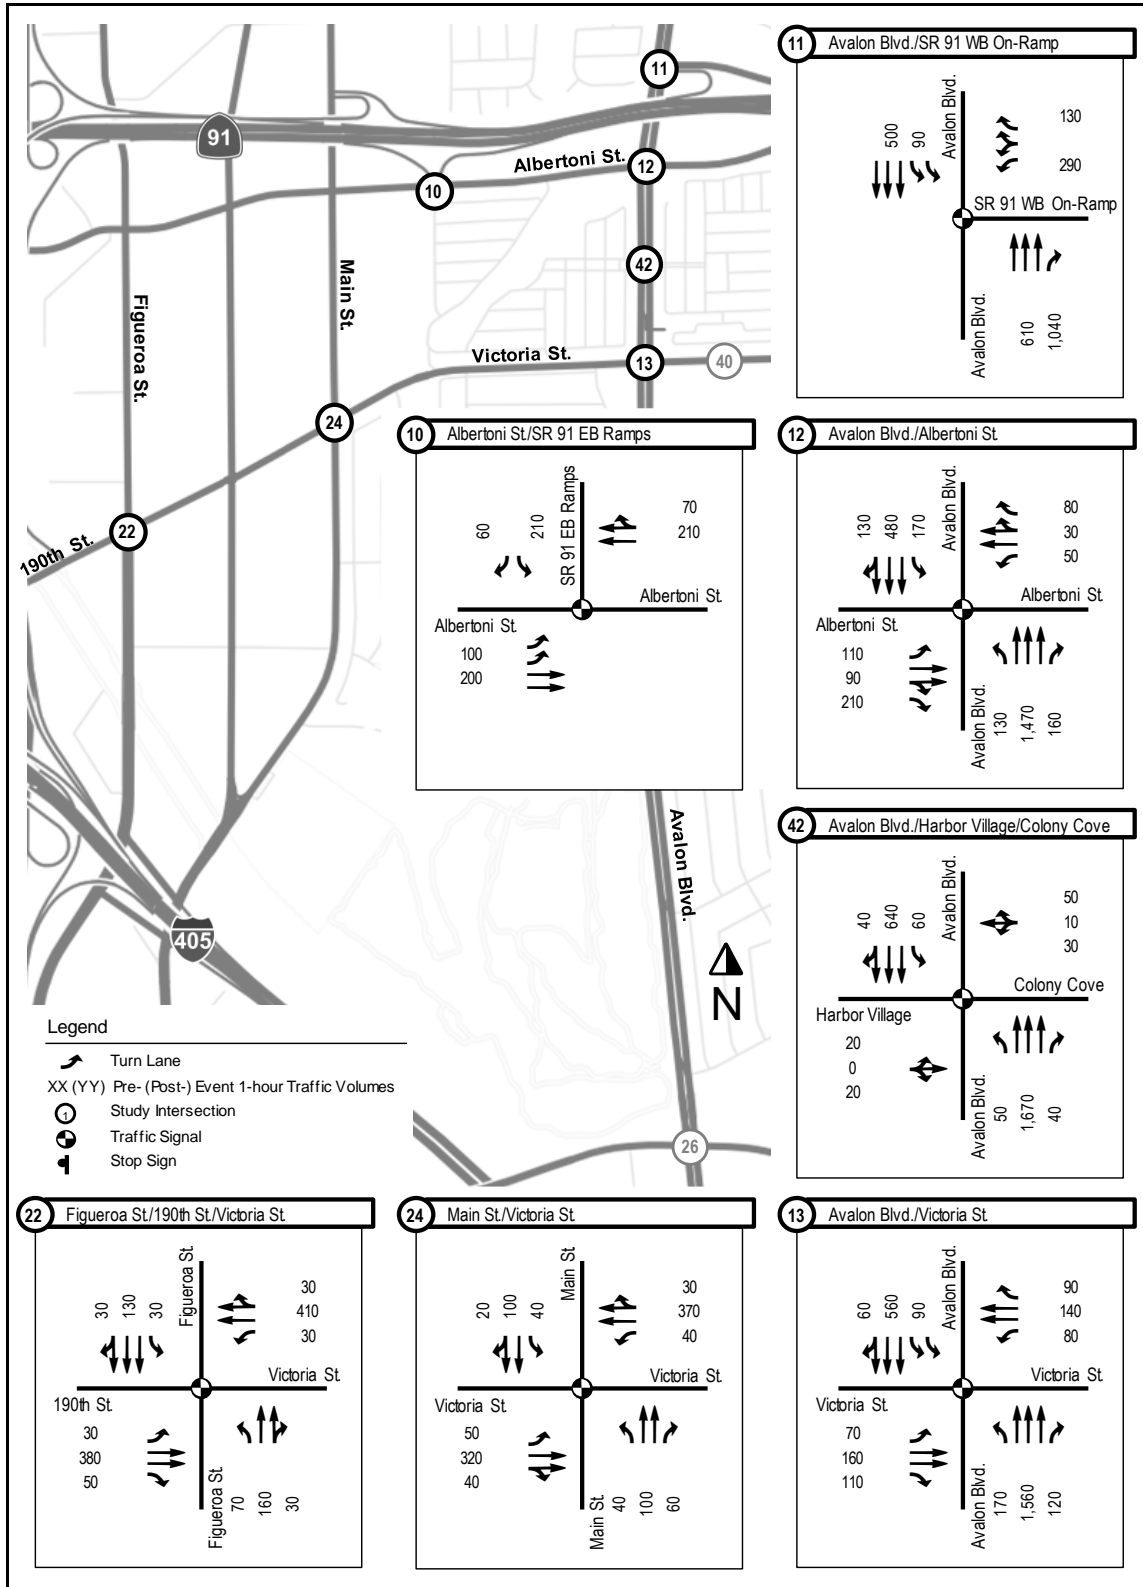 11 Avalon Blvd./SR 91 WB On-Ramp
500
90
Avalon Blvd.
130
290
SR 91 WB On-Ramp
Avalon Blvd.
610
1,040
11
91
Albertoni St.
12
10
42
Main St.
Figueroa St.
Victoria St.
13
40
24
22
190th St.
10 Albertoni St./SR 91 EB Ramps
60
210
SR 91 EB Ramps
70
210
Albertoni St.
Albertoni St.
100
200
12 Avalon Blvd./Albertoni St.
130
480
170
Avalon Blvd.
80
30
50
Albertoni St.
Albertoni St.
110
90
210
Avalon Blvd.
130
1,470
160
Avalon Blvd.
405
N
26
42 Avalon Blvd./Harbor Village/Colony Cove
40
640
60
Avalon Blvd.
50
10
30
Colony Cove
Harbor Village
20
0
20
Avalon Blvd.
50
1,670
40
Legend
Turn Lane
XX (YY) Pre- (Post-) Event 1-hour Traffic Volumes
1 Study Intersection
Traffic Signal
Stop Sign
22 Figueroa St./190th St./Victoria St.
30
130
30
Figueroa St.
30
410
30
Victoria St.
190th St.
30
380
50
Figueroa St.
70
160
30
24 Main St./Victoria St.
20
100
40
Main St.
30
370
40
Victoria St.
Victoria St.
50
320
40
Main St.
40
100
60
13 Avalon Blvd./Victoria St.
60
560
90
Avalon Blvd.
90
140
80
Victoria St.
Victoria St.
70
160
110
Avalon Blvd.
170
1,560
120